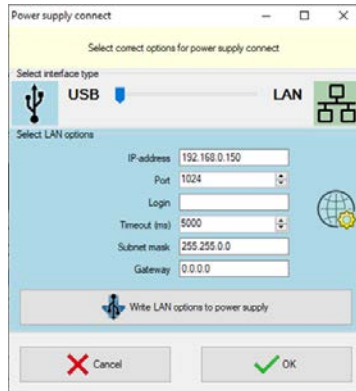 Power supply connect
Select correct options for power supply connect
Select interface type
USB LAN
Select LAN options
IP-address 192.168.0.150
Port 1024
Login
Timeout (ms) 5000
Subnet mask 255.255.0.0
Gateway 0.0.0.0
Write LAN options to power supply
Cancel OK